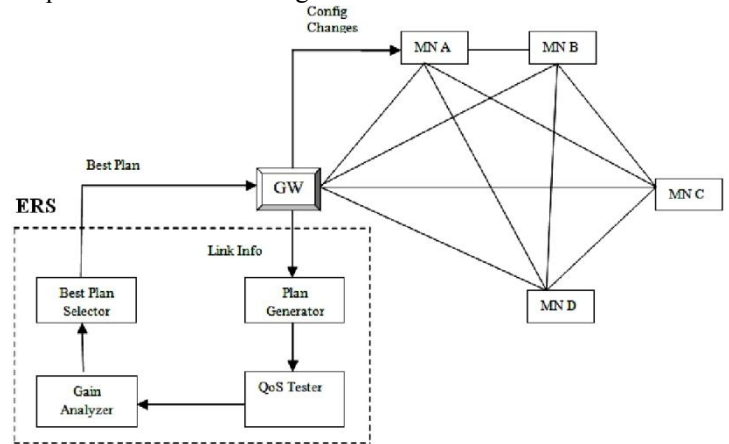 Config
Changes
MN A
MN B
Best Plan
GW
MN C
ERS
Link Info
Best Plan
Selector
Plan
Generator
MN D
Gain
Analyzer
QoS Tester